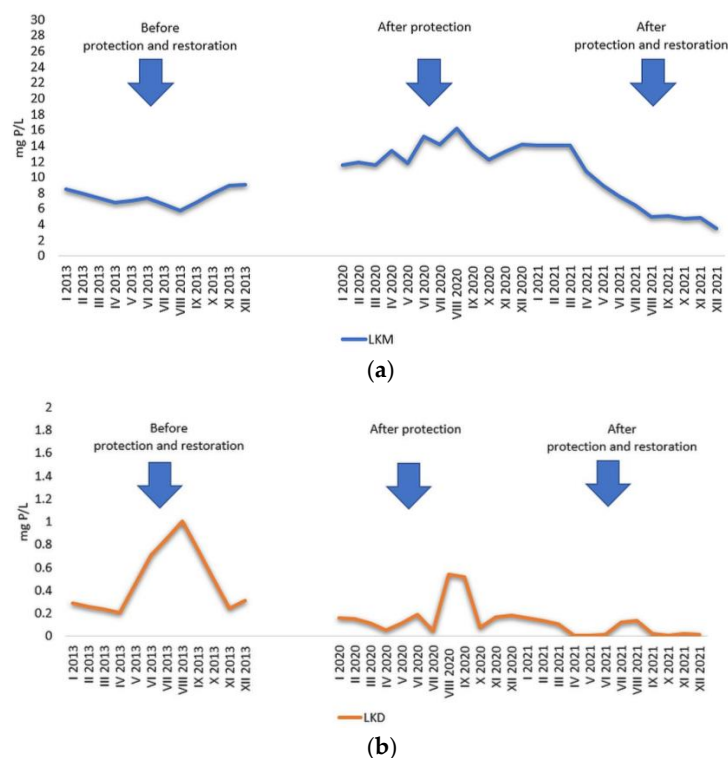 30
28
26
24
22
20
18
16
14
12
10
8
6
4
2
0
mg P/L
Before
protection and restoration
After protection
After
protection and restoration
I 2013
II 2013
III 2013
IV 2013
V 2013
VI 2013
VII 2013
VIII 2013
IX 2013
X 2013
XI 2013
XII 2013
I 2020
II 2020
III 2020
IV 2020
V 2020
VI 2020
VII 2020
VIII 2020
IX 2020
X 2020
XI 2020
XII 2020
I 2021
II 2021
III 2021
IV 2021
V 2021
VI 2021
VII 2021
VIII 2021
IX 2021
X 2021
XI 2021
XII 2021
LKM
(a)
2
1.8
1.6
1.4
1.2
1
0.8
0.6
0.4
0.2
0
mg P/L
Before
protection and restoration
After protection
After
protection and restoration
I 2013
II 2013
III 2013
IV 2013
V 2013
VI 2013
VII 2013
VIII 2013
IX 2013
X 2013
XI 2013
XII 2013
I 2020
II 2020
III 2020
IV 2020
V 2020
VI 2020
VII 2020
VIII 2020
IX 2020
X 2020
XI 2020
XII 2020
I 2021
II 2021
III 2021
IV 2021
V 2021
VI 2021
VII 2021
VIII 2021
IX 2021
X 2021
XI 2021
XII 2021
LKD
(b)